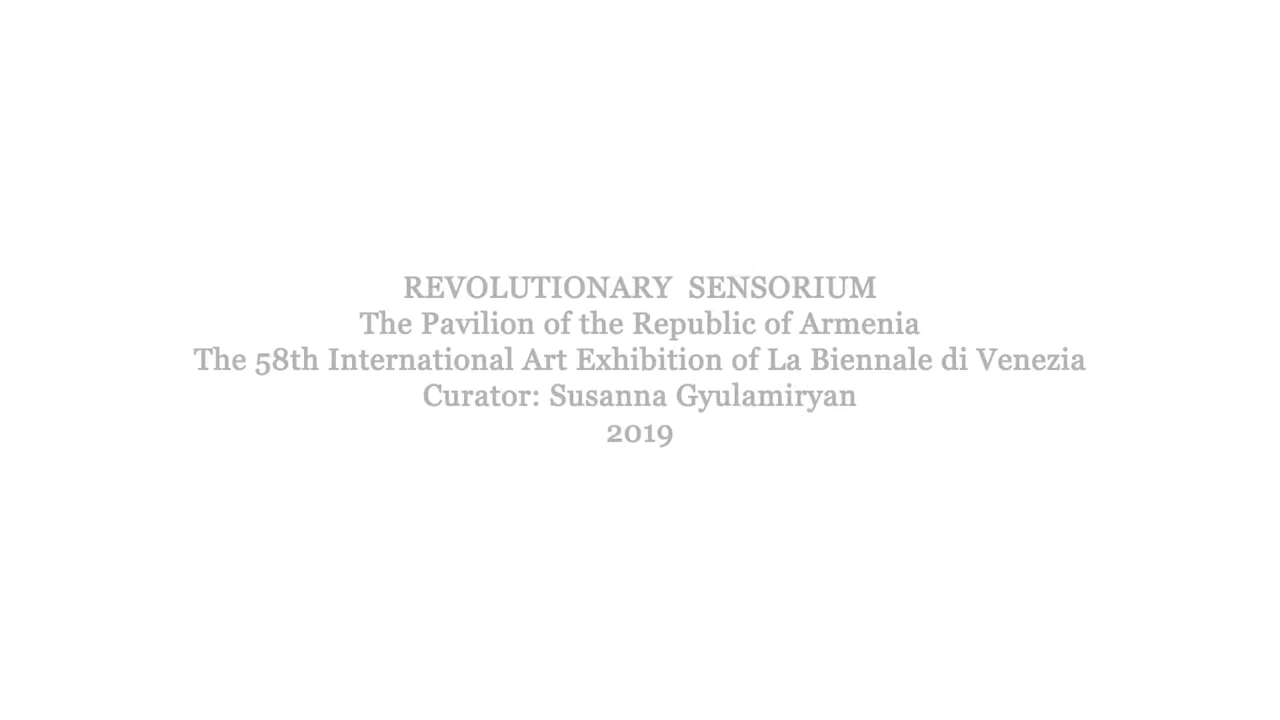 REVOLUTIONARY SENSORIUM
The Pavilion of the Republic of Armenia
The 58th International Art Exhibition of La Biennale di Venezia
Curator: Susanna Gyulamiryan
2019